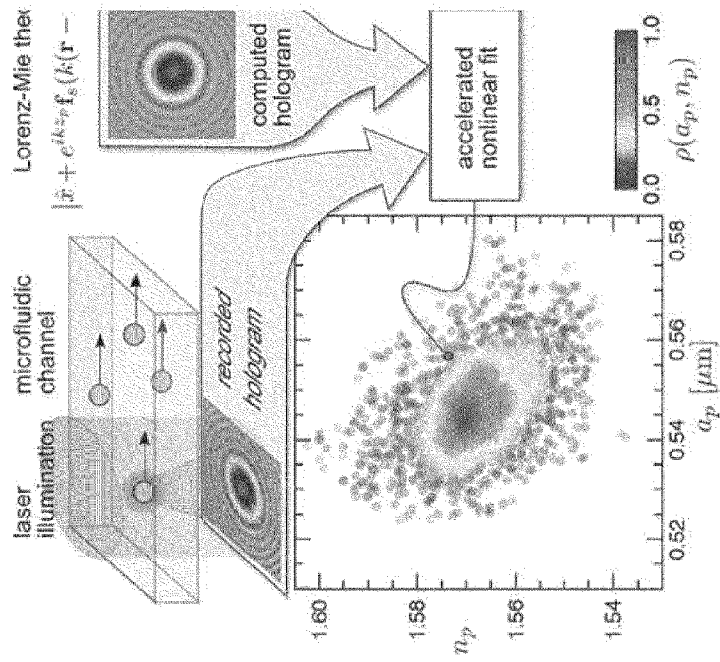 laser
illumination
microfluidic
channel
Lorenz-Mie
|x̂ + e^{ikz_p} f_s(k(r −
recorded
hologram
computed
hologram
accelerated
nonlinear fit
1.60
1.58
n_p
1.56
1.54
0.52
0.54
0.56
0.58
a_p [μm]
0.0
0.5
1.0
ρ(a_p, n_p)